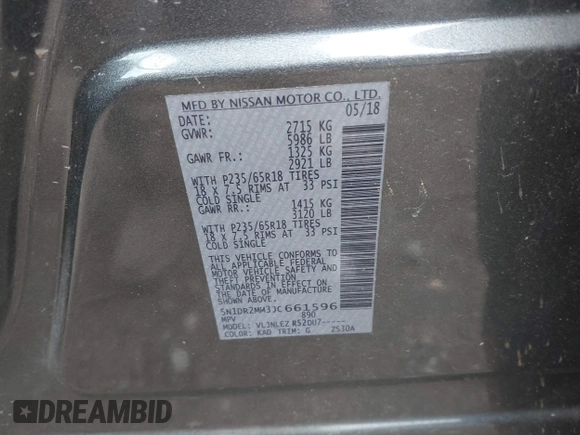 MFD BY NISSAN MOTOR CO., LTD.
DATE: 05/18
GVWR: 2715 KG
5986 LB
GAWR FR.: 1325 KG
2921 LB
WITH P235/65R18 TIRES
18 x 7.5 RIMS AT 33 PSI
COLD SINGLE
GAWR RR.: 1415 KG
3120 LB
WITH P235/65R18 TIRES
18 x 7.5 RIMS AT 33 PSI
COLD SINGLE
THIS VEHICLE CONFORMS TO
ALL APPLICABLE FEDERAL
MOTOR VEHICLE SAFETY AND
THEFT PREVENTION
STANDARDS IN EFFECT ON
THE DATE OF MANUFACTURE
SHOWN ABOVE.
5N1DR2MM3JC661596
MPV 890
MODEL: VLJNLEZ R52DU7-----
COLOR: KAD TRIM: G 2S30A
DREAMBID